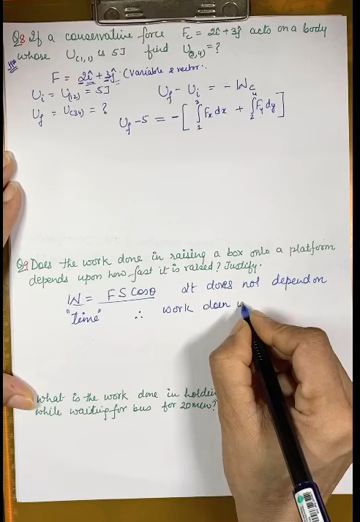 Q8 If a conservative force Fc = 2î + 3ĵ acts on a body
whose U(1,1) is 5J find U(3,4) = ?
F = 2î + 3ĵ (Variable & vector.
Ui = U(1,2) = 5J
Uf = U(3,4) = ?
Uf - Ui = - Wc
Uf - 5 = - [ ∫ Fx dx + ∫ Fy dy ]
Q9 Does the work done in raising a box onto a platform
depends upon how fast it is raised? Justify.
W = FS cosθ It does not depend on
"Time" ∴ work doen
What is the work done in holdin
while waiting for bus for 20 min?